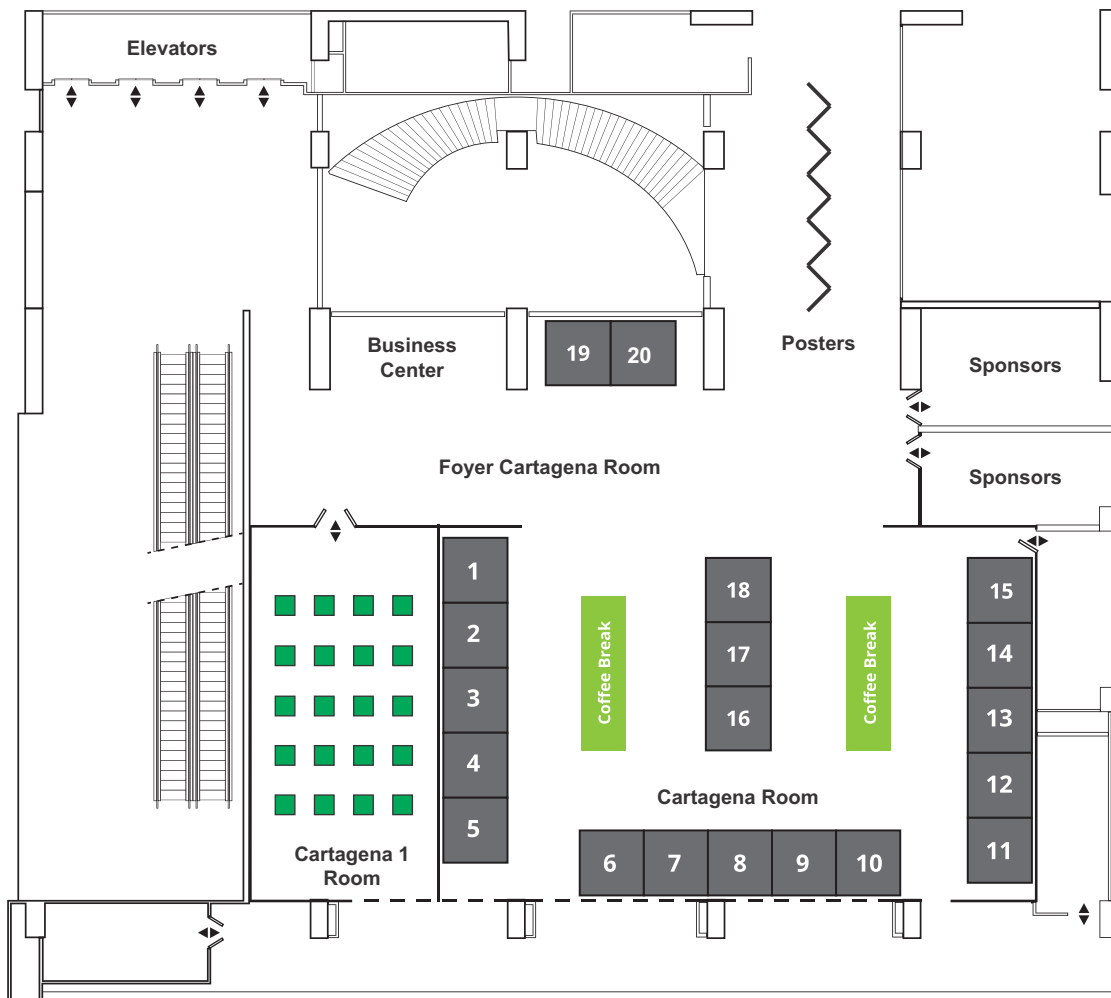 Elevators
Business
Center
19
20
Posters
Sponsors
Foyer Cartagena Room
Sponsors
1
2
3
4
5
Coffee Break
18
17
16
Coffee Break
15
14
13
12
11
Cartagena Room
6
7
8
9
10
Cartagena 1
Room